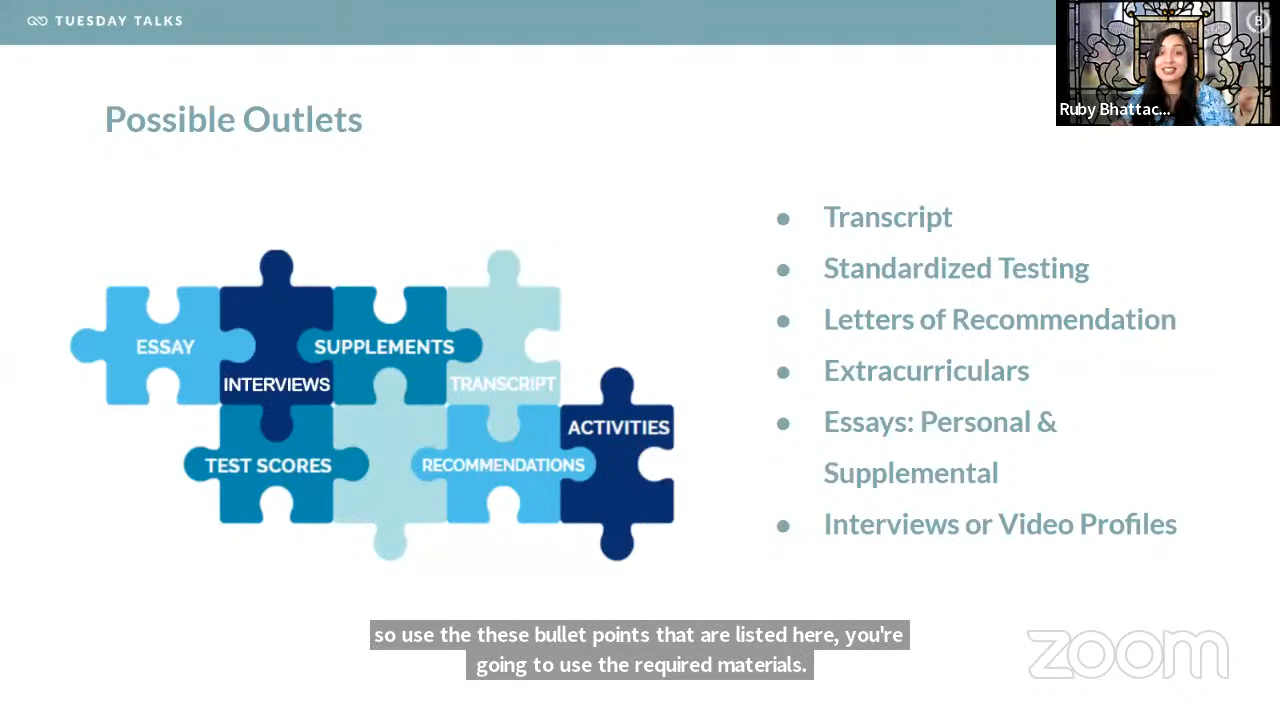 TUESDAY TALKS
B
Ruby Bhattac...
Possible Outlets
ESSAY
INTERVIEWS
SUPPLEMENTS
TRANSCRIPT
TEST SCORES
RECOMMENDATIONS
ACTIVITIES
● Transcript
● Standardized Testing
● Letters of Recommendation
● Extracurriculars
● Essays: Personal &
Supplemental
● Interviews or Video Profiles
so use the these bullet points that are listed here, you're
going to use the required materials.
zoom